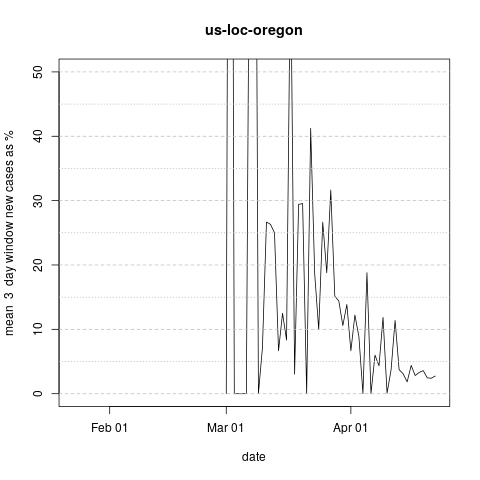 us-loc-oregon
mean 3 day window new cases as %
50
40
30
20
10
0
Feb 01
Mar 01
Apr 01
date